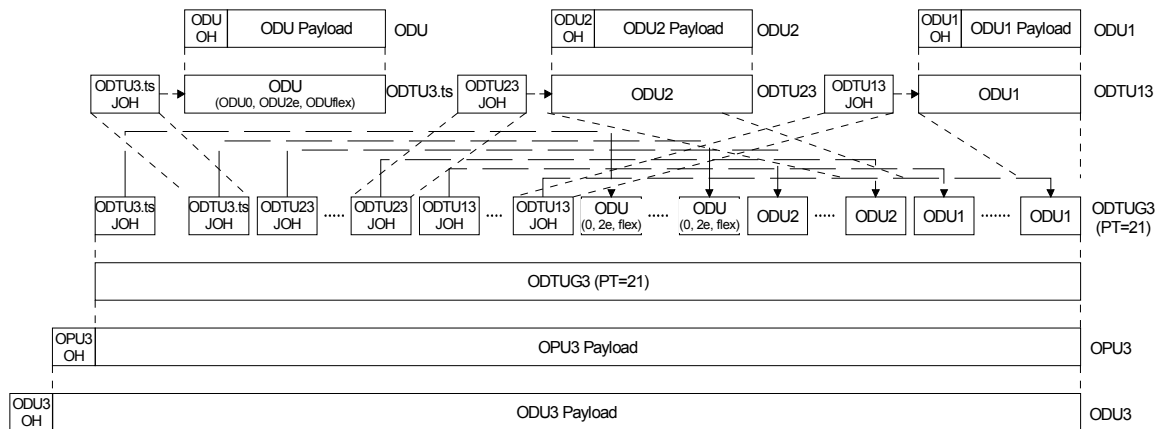 ODU
OH
ODU Payload
ODU
ODU2
OH
ODU2 Payload
ODU2
ODU1
OH
ODU1 Payload
ODU1
ODTU3.ts
JOH
ODU
(ODU0, ODU2e, ODUflex)
ODTU3.ts
ODTU23
JOH
ODU2
ODTU23
ODTU13
JOH
ODU1
ODTU13
ODTU3.ts
JOH
ODTU3.ts
JOH
ODTU23
JOH
.....
ODTU23
JOH
ODTU13
JOH
....
ODTU13
JOH
ODU
(0, 2e, flex)
.....
ODU
(0, 2e, flex)
ODU2
.....
ODU2
ODU1
.......
ODU1
ODTUG3
(PT=21)
ODTUG3 (PT=21)
OPU3
OH
OPU3 Payload
OPU3
ODU3
OH
ODU3 Payload
ODU3